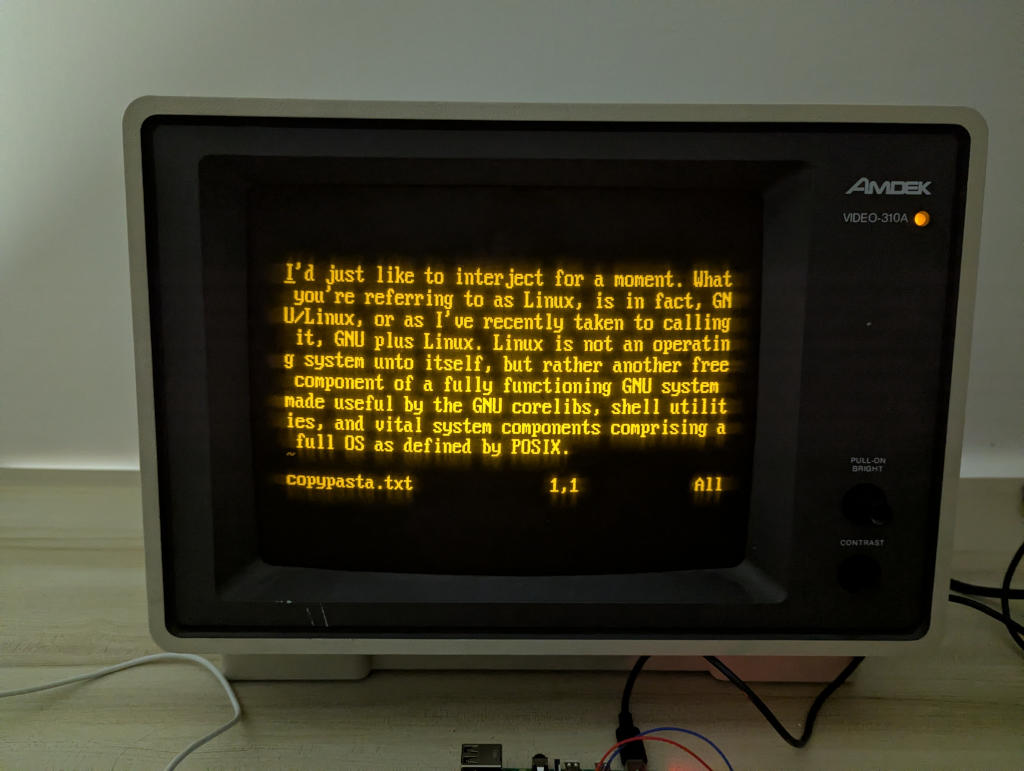 AMDEK
VIDEO-310A
I'd just like to interject for a moment. What
you're referring to as Linux, is in fact, GN
U/Linux, or as I've recently taken to calling
it, GNU plus Linux. Linux is not an operatin
g system unto itself, but rather another free
component of a fully functioning GNU system
made useful by the GNU corelibs, shell utilit
ies, and vital system components comprising a
full OS as defined by POSIX.
~
copypasta.txt 1,1 All
PULL-ON
BRIGHT
CONTRAST